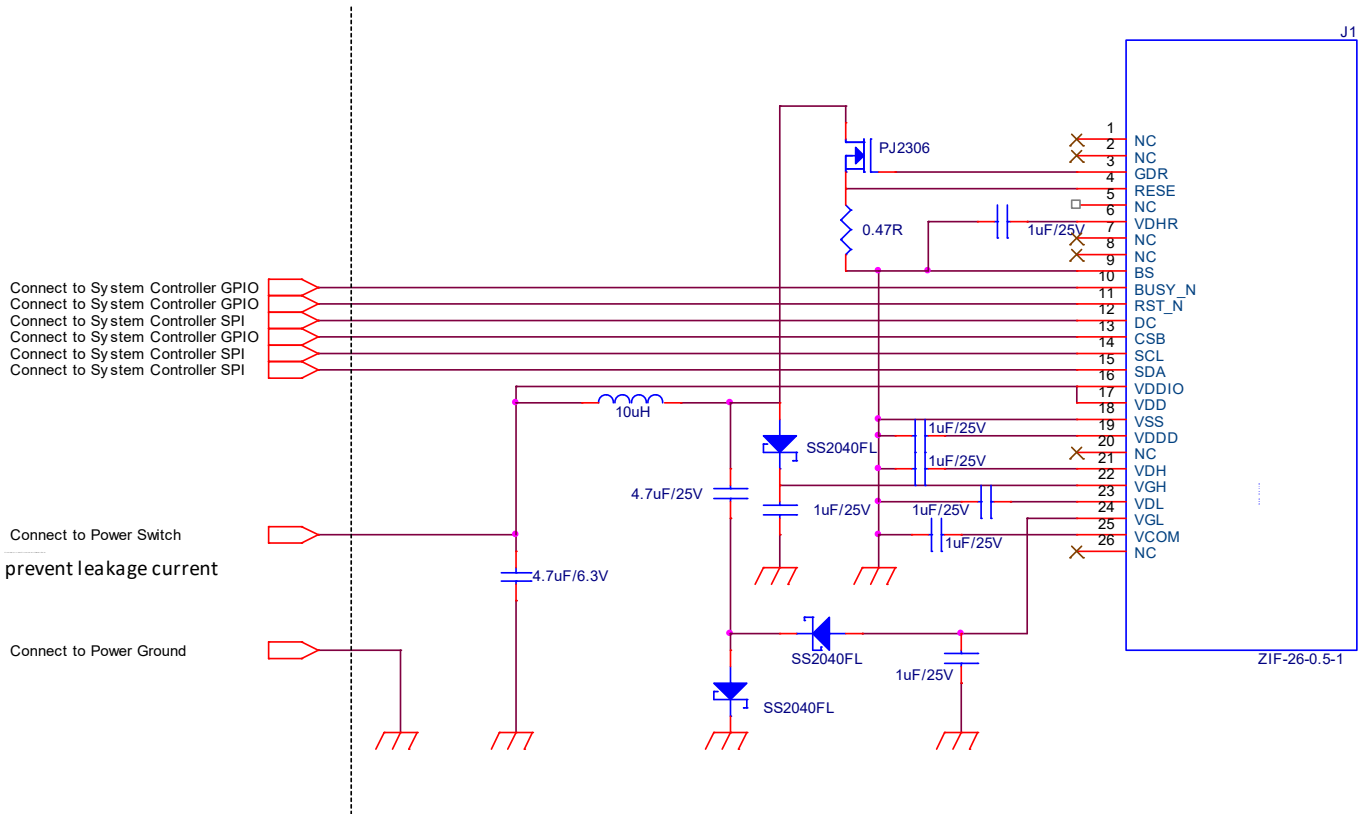 J1
1
NC
2
NC
3
GDR
PJ2306
4
RESE
5
NC
6
VDHR
0.47R
1uF/25V
7
NC
8
NC
9
BS
10
Connect to System Controller GPIO
BUSY_N
11
Connect to System Controller GPIO
RST_N
12
Connect to System Controller SPI
DC
13
Connect to System Controller GPIO
CSB
14
Connect to System Controller SPI
SCL
15
Connect to System Controller SPI
SDA
16
VDDIO
17
VDD
10uH
18
VSS
1uF/25V
19
VDDD
SS2040FL
20
NC
1uF/25V
21
VDH
22
VGH
4.7uF/25V
23
VDL
1uF/25V
1uF/25V
24
VGL
25
Connect to Power Switch
VCOM
1uF/25V
26
NC
prevent leakage current
4.7uF/6.3V
Connect to Power Ground
SS2040FL
ZIF-26-0.5-1
1uF/25V
SS2040FL